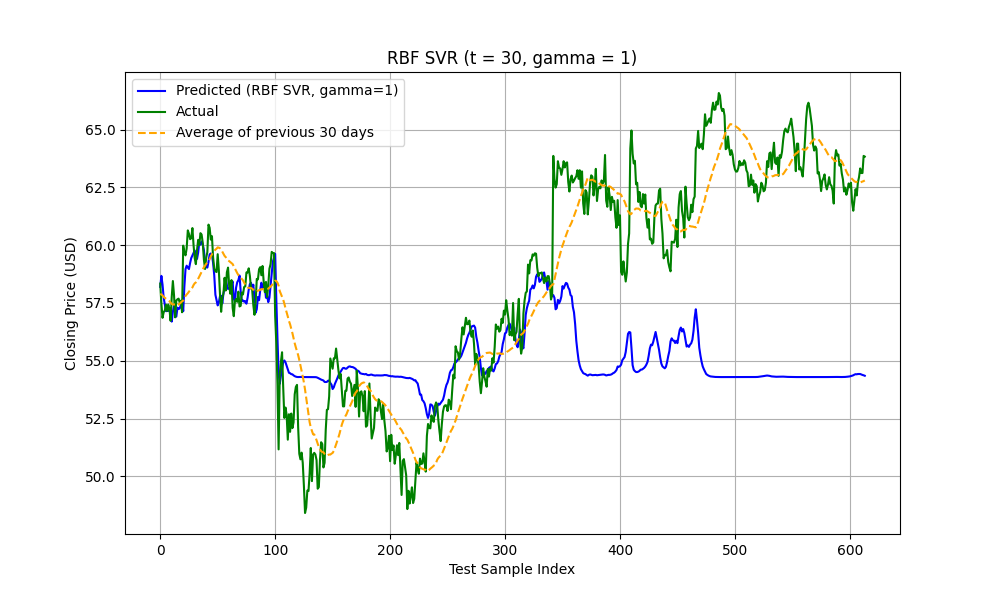 RBF SVR (t = 30, gamma = 1)
Predicted (RBF SVR, gamma=1)
Actual
Average of previous 30 days
Closing Price (USD)
65.0
62.5
60.0
57.5
55.0
52.5
50.0
0 100 200 300 400 500 600
Test Sample Index